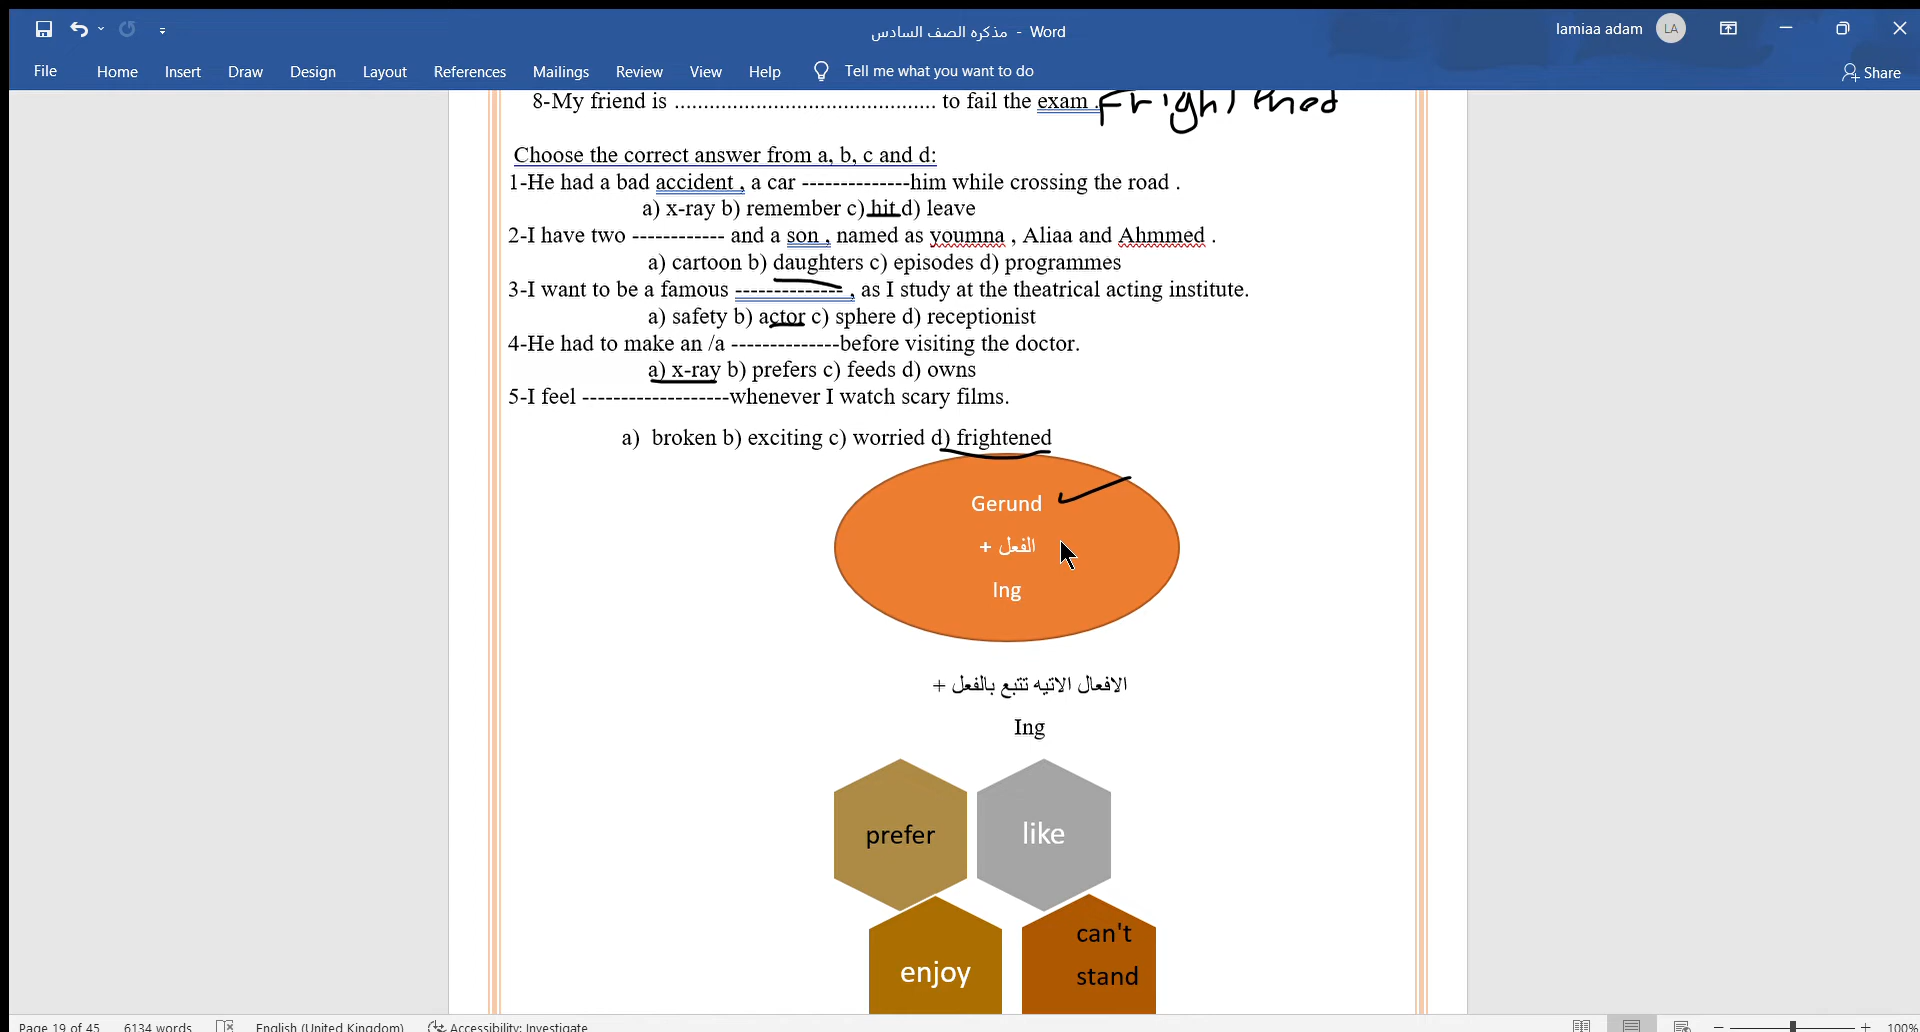 مذكره الصف السادس - Word
lamiaa adam
LA
File Home Insert Draw Design Layout References Mailings Review View Help Tell me what you want to do
Share
8-My friend is ............................................ to fail the exam .
Choose the correct answer from a, b, c and d:
1-He had a bad accident , a car --------------him while crossing the road .
a) x-ray b) remember c) hit d) leave
2-I have two ------------ and a son , named as youmna , Aliaa and Ahmmed .
a) cartoon b) daughters c) episodes d) programmes
3-I want to be a famous -------------- , as I study at the theatrical acting institute.
a) safety b) actor c) sphere d) receptionist
4-He had to make an /a --------------before visiting the doctor.
a) x-ray b) prefers c) feeds d) owns
5-I feel -------------------whenever I watch scary films.
a) broken b) exciting c) worried d) frightened
Gerund
الفعل +
Ing
الافعال الاتيه تتبع بالفعل +
Ing
prefer
like
enjoy
can't
stand
Page 19 of 45 6134 words English (United Kingdom) Accessibility: Investigate 100%